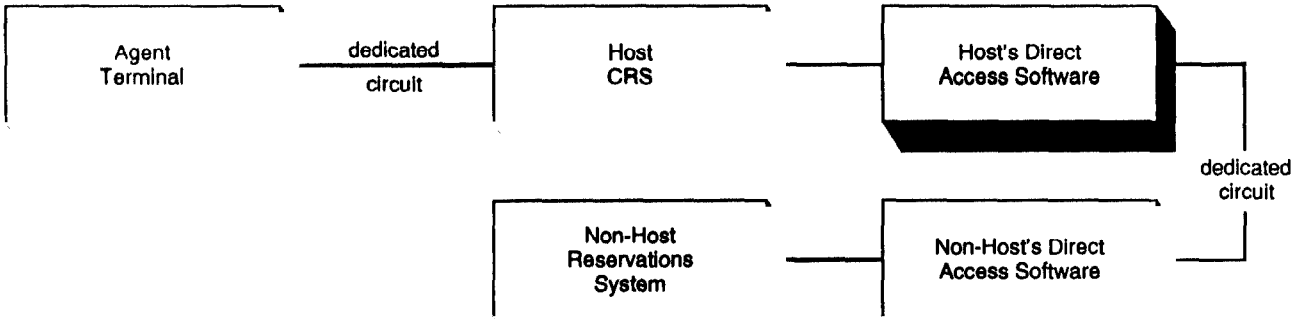 Agent
Terminal
dedicated
circuit
Host
CRS
Host's Direct
Access Software
dedicated
circuit
Non-Host
Reservations
System
Non-Host's Direct
Access Software